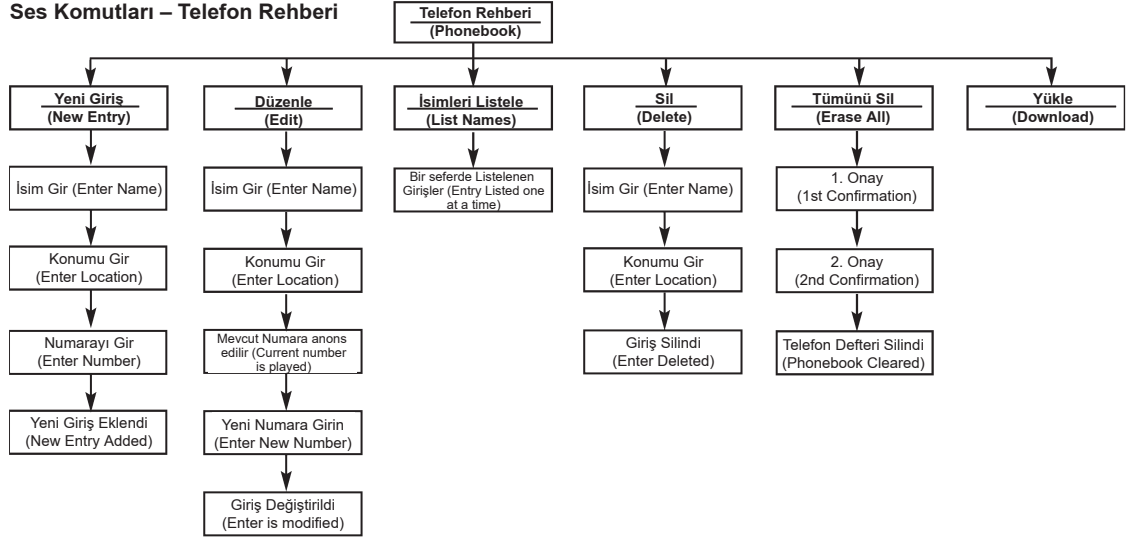 Ses Komutları – Telefon Rehberi
Telefon Rehberi
(Phonebook)
Yeni Giriş
(New Entry)
İsim Gir (Enter Name)
Konumu Gir
(Enter Location)
Numarayı Gir
(Enter Number)
Yeni Giriş Eklendi
(New Entry Added)
Düzenle
(Edit)
İsim Gir (Enter Name)
Konumu Gir
(Enter Location)
Mevcut Numara anons
edilir (Current number
is played)
Yeni Numara Girin
(Enter New Number)
Giriş Değiştirildi
(Enter is modified)
İsimleri Listele
(List Names)
Bir seferde Listelenen
Girişler (Entry Listed one
at a time)
Sil
(Delete)
İsim Gir (Enter Name)
Konumu Gir
(Enter Location)
Giriş Silindi
(Enter Deleted)
Tümünü Sil
(Erase All)
1. Onay
(1st Confirmation)
2. Onay
(2nd Confirmation)
Telefon Defteri Silindi
(Phonebook Cleared)
Yükle
(Download)